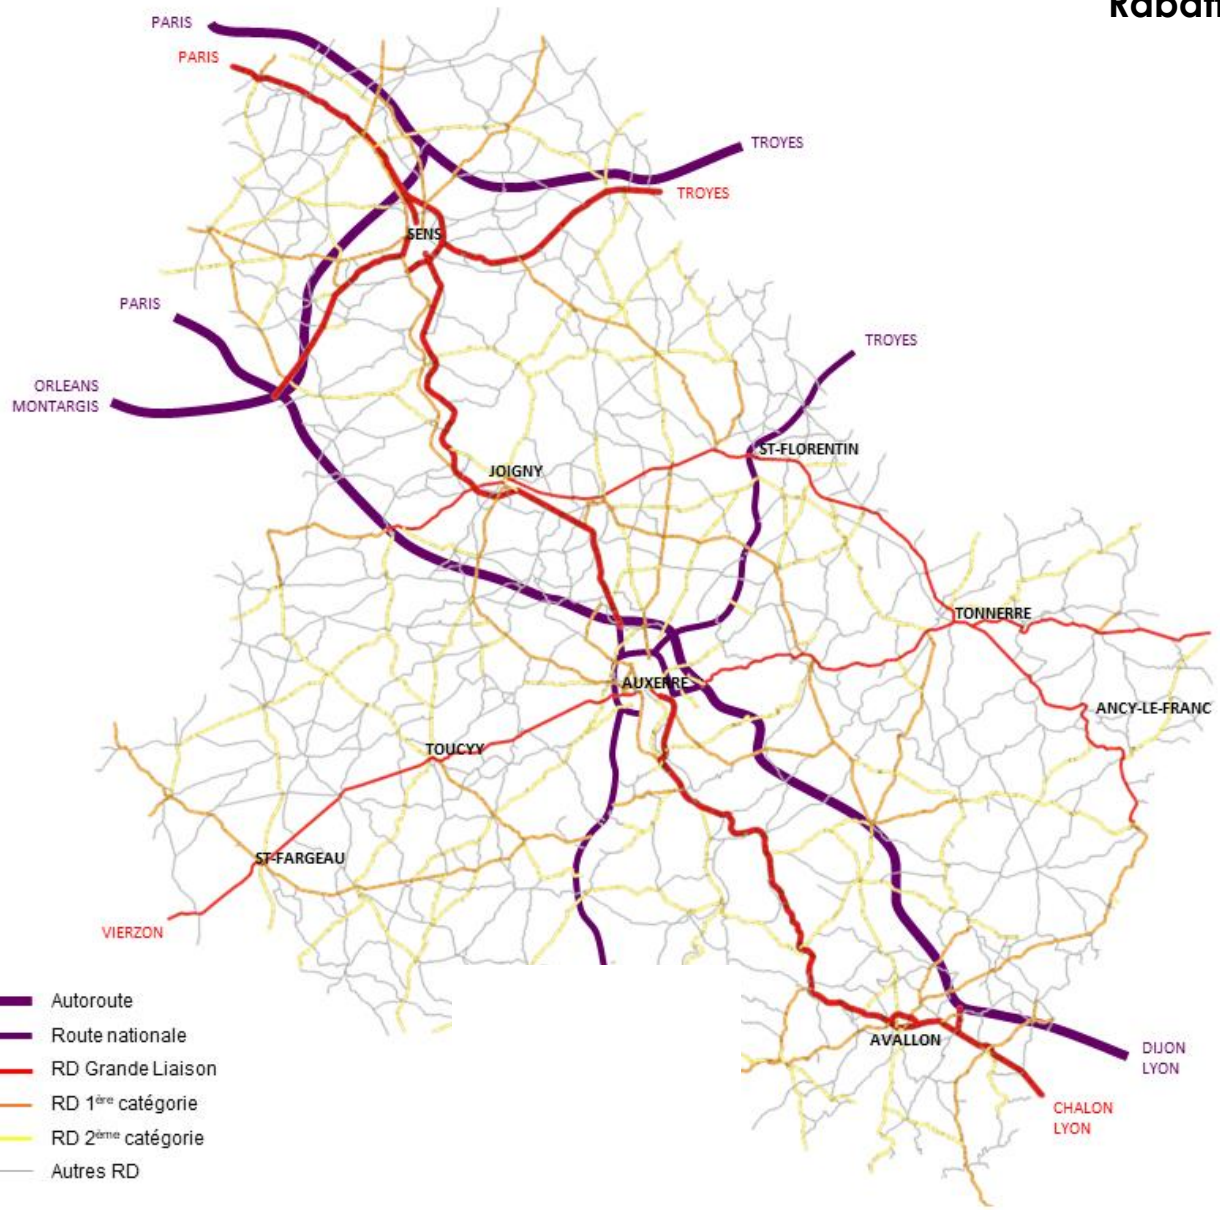 Rabatt
PARIS
PARIS
TROYES
TROYES
SENS
PARIS
TROYES
ORLEANS
MONTARGIS
ST-FLORENTIN
JOIGNY
TONNERRE
AUXERRE
ANCY-LE-FRANC
TOUCYY
ST-FARGEAU
VIERZON
Autoroute
Route nationale
RD Grande Liaison
RD 1ère catégorie
RD 2ème catégorie
Autres RD
AVALLON
DIJON
LYON
CHALON
LYON